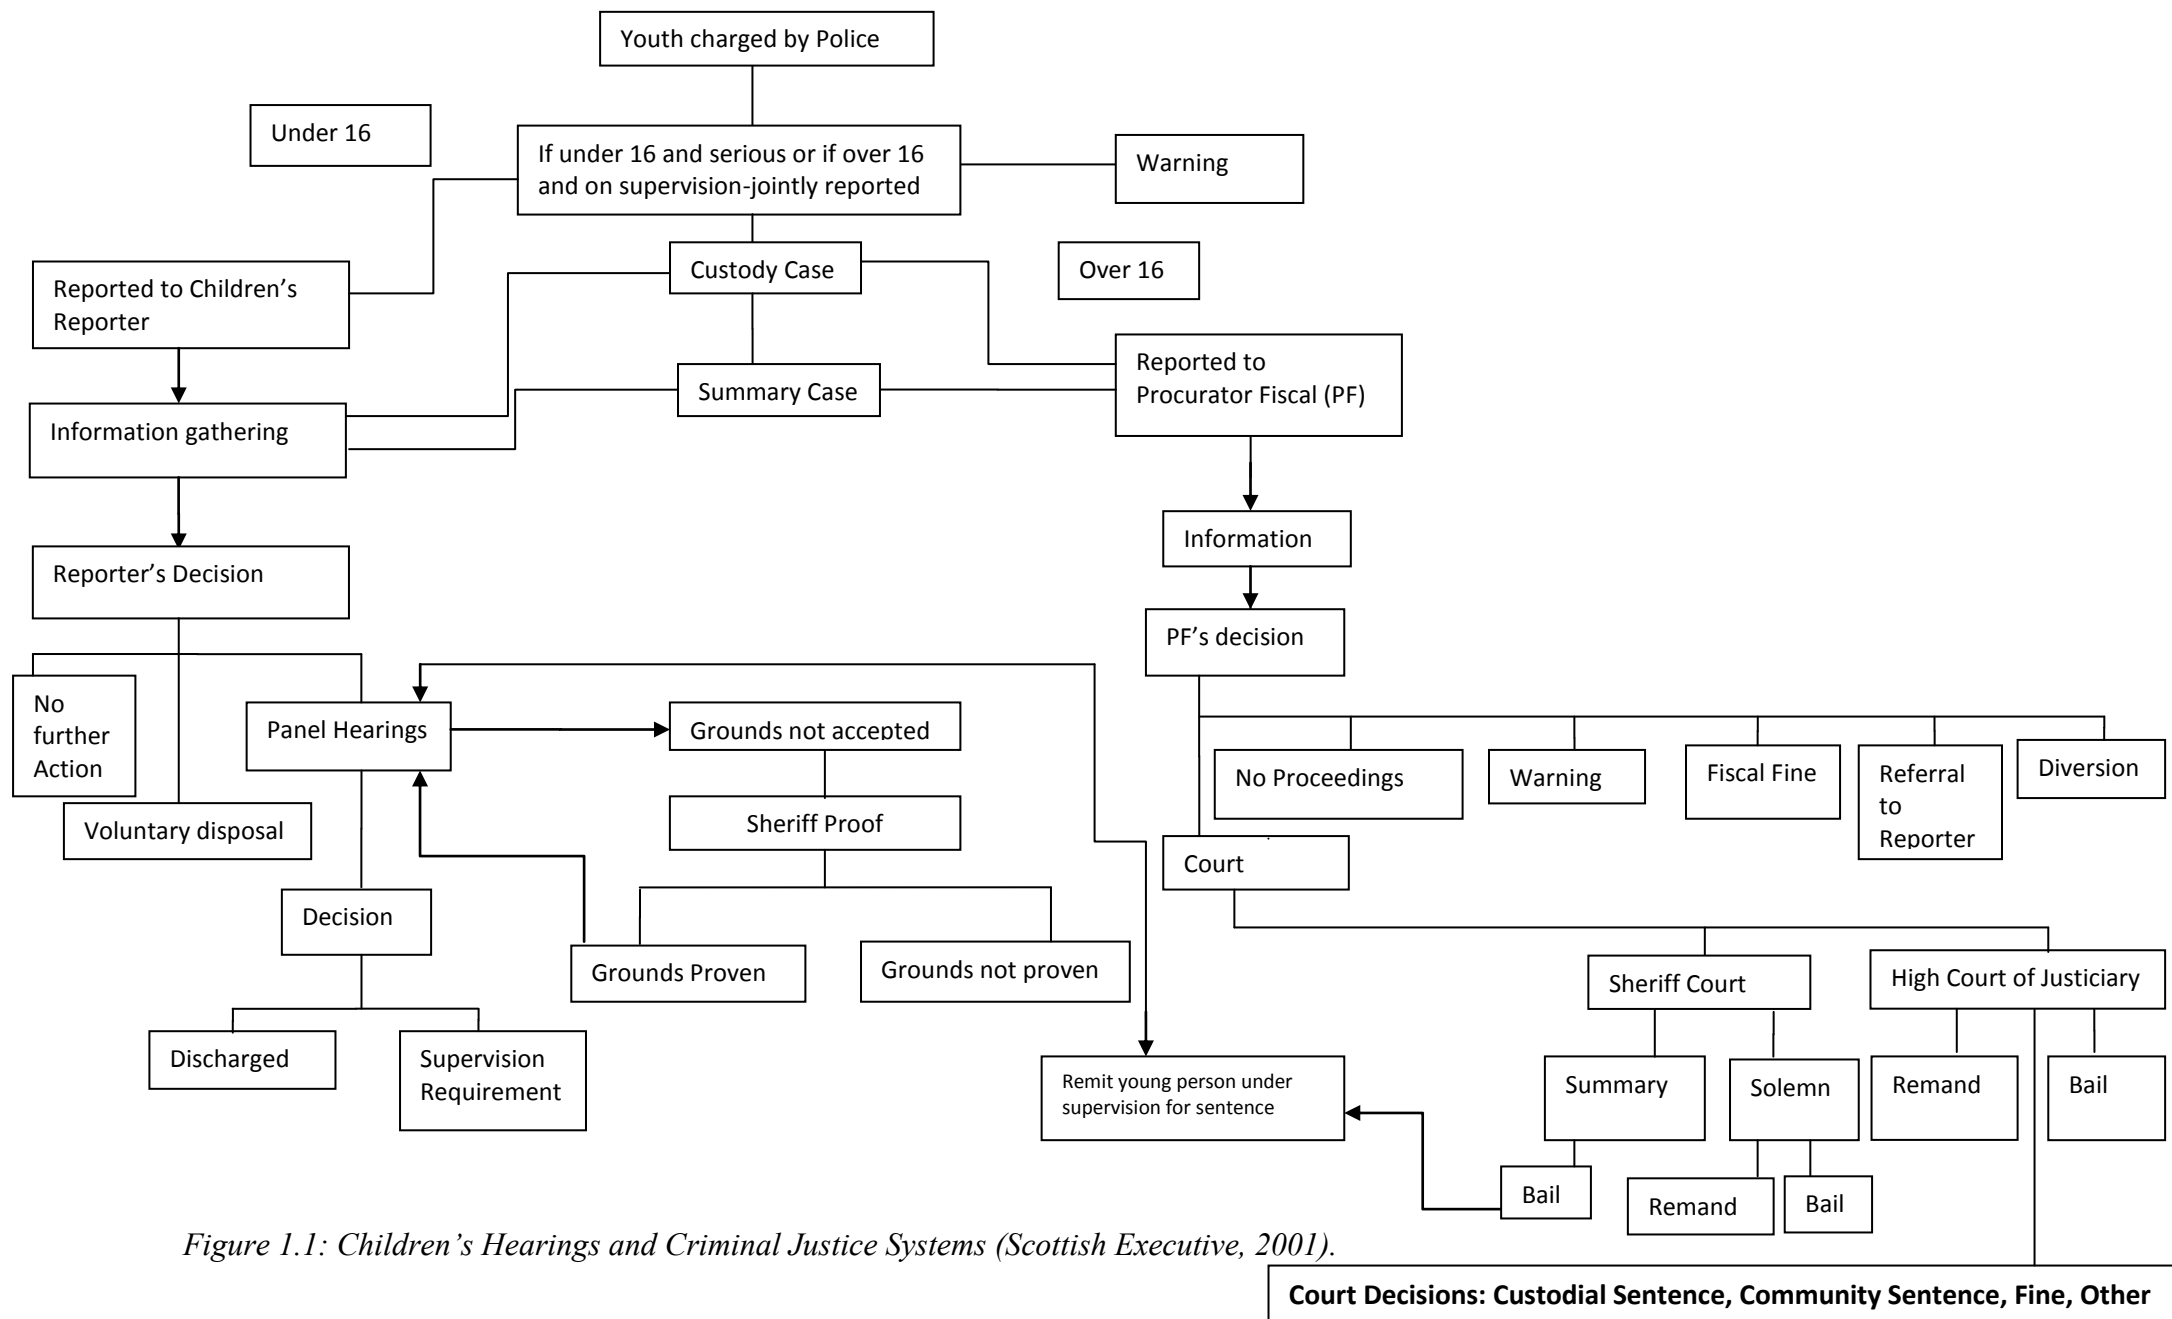 Youth charged by Police
Under 16
If under 16 and serious or if over 16
and on supervision-jointly reported
Warning
Custody Case
Over 16
Reported to Children’s
Reporter
Reported to
Procurator Fiscal (PF)
Summary Case
Information gathering
Information
Reporter’s Decision
PF’s decision
No
further
Action
Panel Hearings
Grounds not accepted
No Proceedings
Warning
Fiscal Fine
Referral
to
Reporter
Diversion
Voluntary disposal
Sheriff Proof
Court
Decision
Grounds Proven
Grounds not proven
Sheriff Court
High Court of Justiciary
Discharged
Supervision
Requirement
Remit young person under
supervision for sentence
Summary
Solemn
Remand
Bail
Bail
Remand
Bail
Figure 1.1: Children’s Hearings and Criminal Justice Systems (Scottish Executive, 2001).
Court Decisions: Custodial Sentence, Community Sentence, Fine, Other